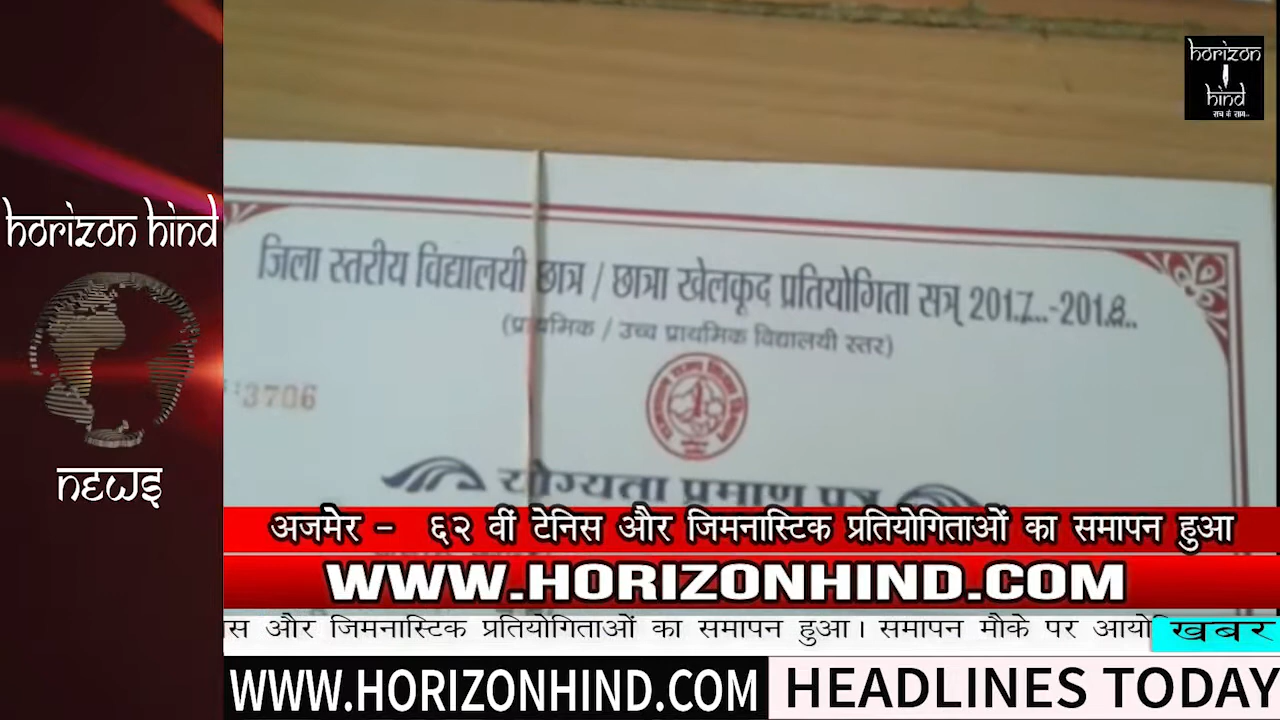 horizon
hind
सच के साथ
horizon hind
news
जिला स्तरीय विद्यालयी छात्र / छात्रा खेलकूद प्रतियोगिता सत्र् 2017..-2018..
(प्राथमिक / उच्च प्राथमिक विद्यालयी स्तर)
3706
योग्यता प्रमाण पत्र
अजमेर - ६२ वीं टेनिस और जिमनास्टिक प्रतियोगिताओं का समापन हुआ
WWW.HORIZONHIND.COM
स और जिमनास्टिक प्रतियोगिताओं का समापन हुआ। समापन मौके पर आयो
खबर
WWW.HORIZONHIND.COM HEADLINES TODAY